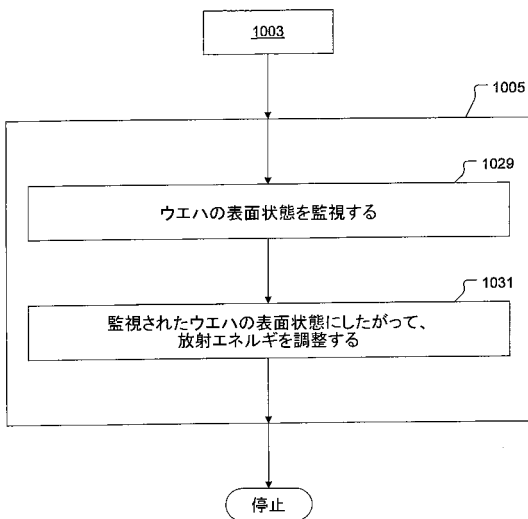 1003
1005
1029
ウエハの表面状態を監視する
1031
監視されたウエハの表面状態にしたがって、
放射エネルギを調整する
停止